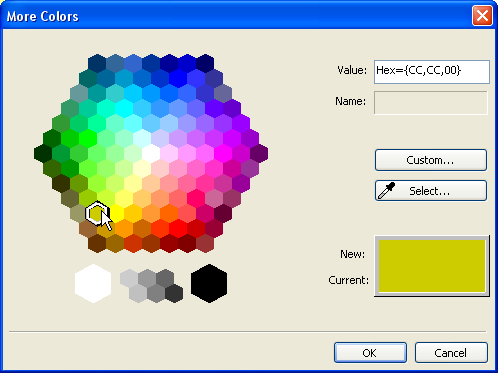 More Colors
Value: Hex={CC,CC,00}
Name:
Custom...
Select...
New:
Current:
OK Cancel